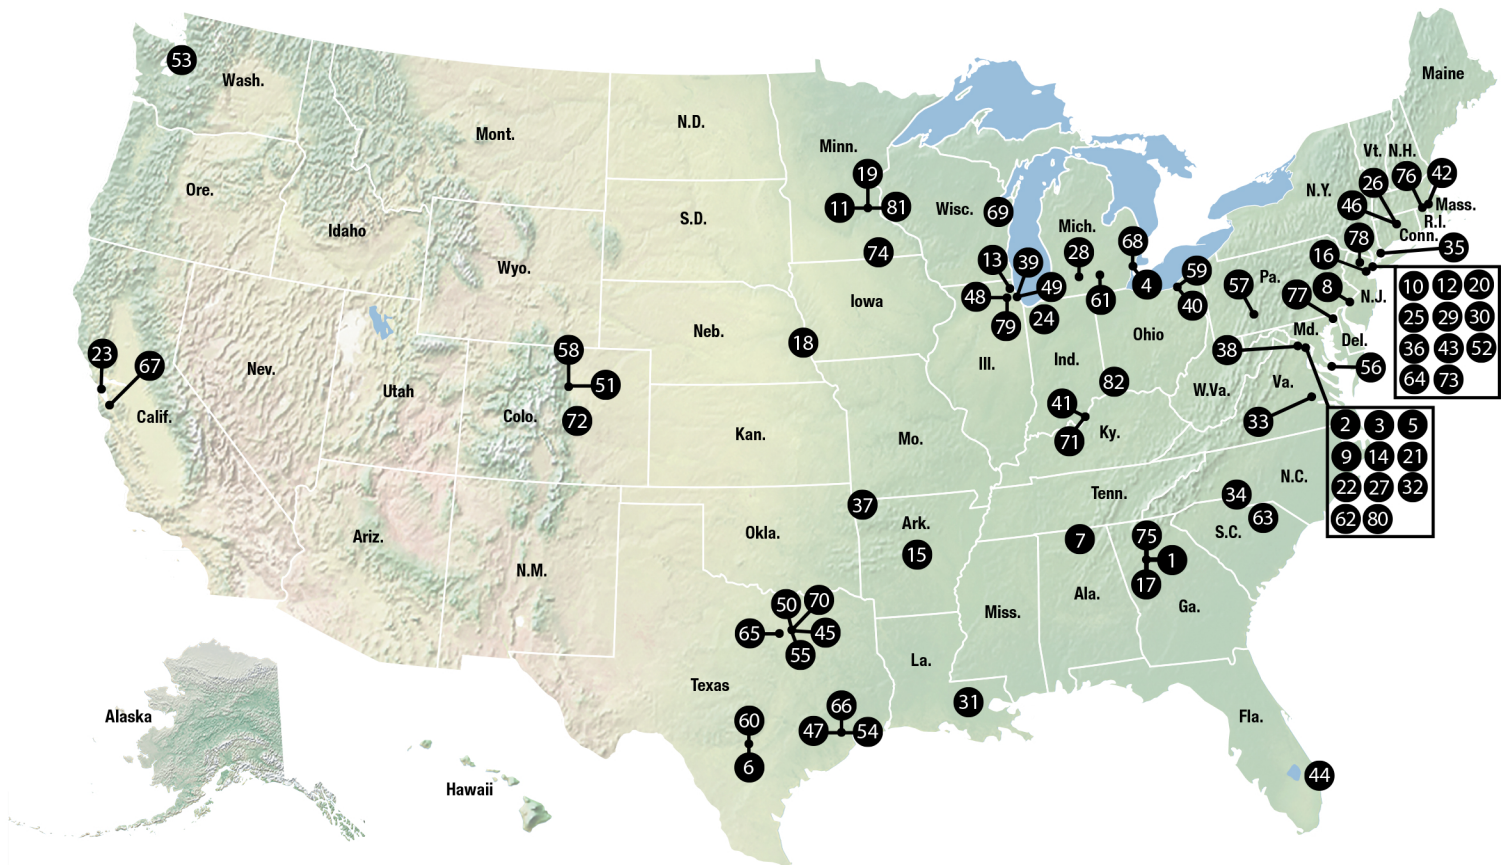 Maine
53
Wash.
N.D.
Mont.
Minn.
Vt. N.H.
19
76 42
26
Ore.
N.Y.
46
Mass.
11 81
Wisc. 69
S.D.
R.I.
Mich.
Idaho
Conn.
78
68
35
74
28
16
13 39
Wyo.
59
Pa.
4
57
49
8
10 12 20
48
61
77
N.J.
Iowa
40
25 29 30
24
79
Neb.
Ohio
Md.
Del.
18
36 43 52
58
38
23
67
Ill.
Ind.
56
Nev.
64 73
82
Va.
51
Utah
W.Va.
41
Calif.
Colo. 72
33
2 3 5
Kan.
Ky.
Mo.
71
9 14 21
N.C.
22 27 32
Tenn.
34
37
62 80
63
Ark.
S.C.
Okla.
75
Ariz.
7
15
1
N.M.
17
Ala.
50 70
Ga.
Miss.
65
45
55
La.
Texas
31
66
Alaska
60
Fla.
47 54
6
44
Hawaii